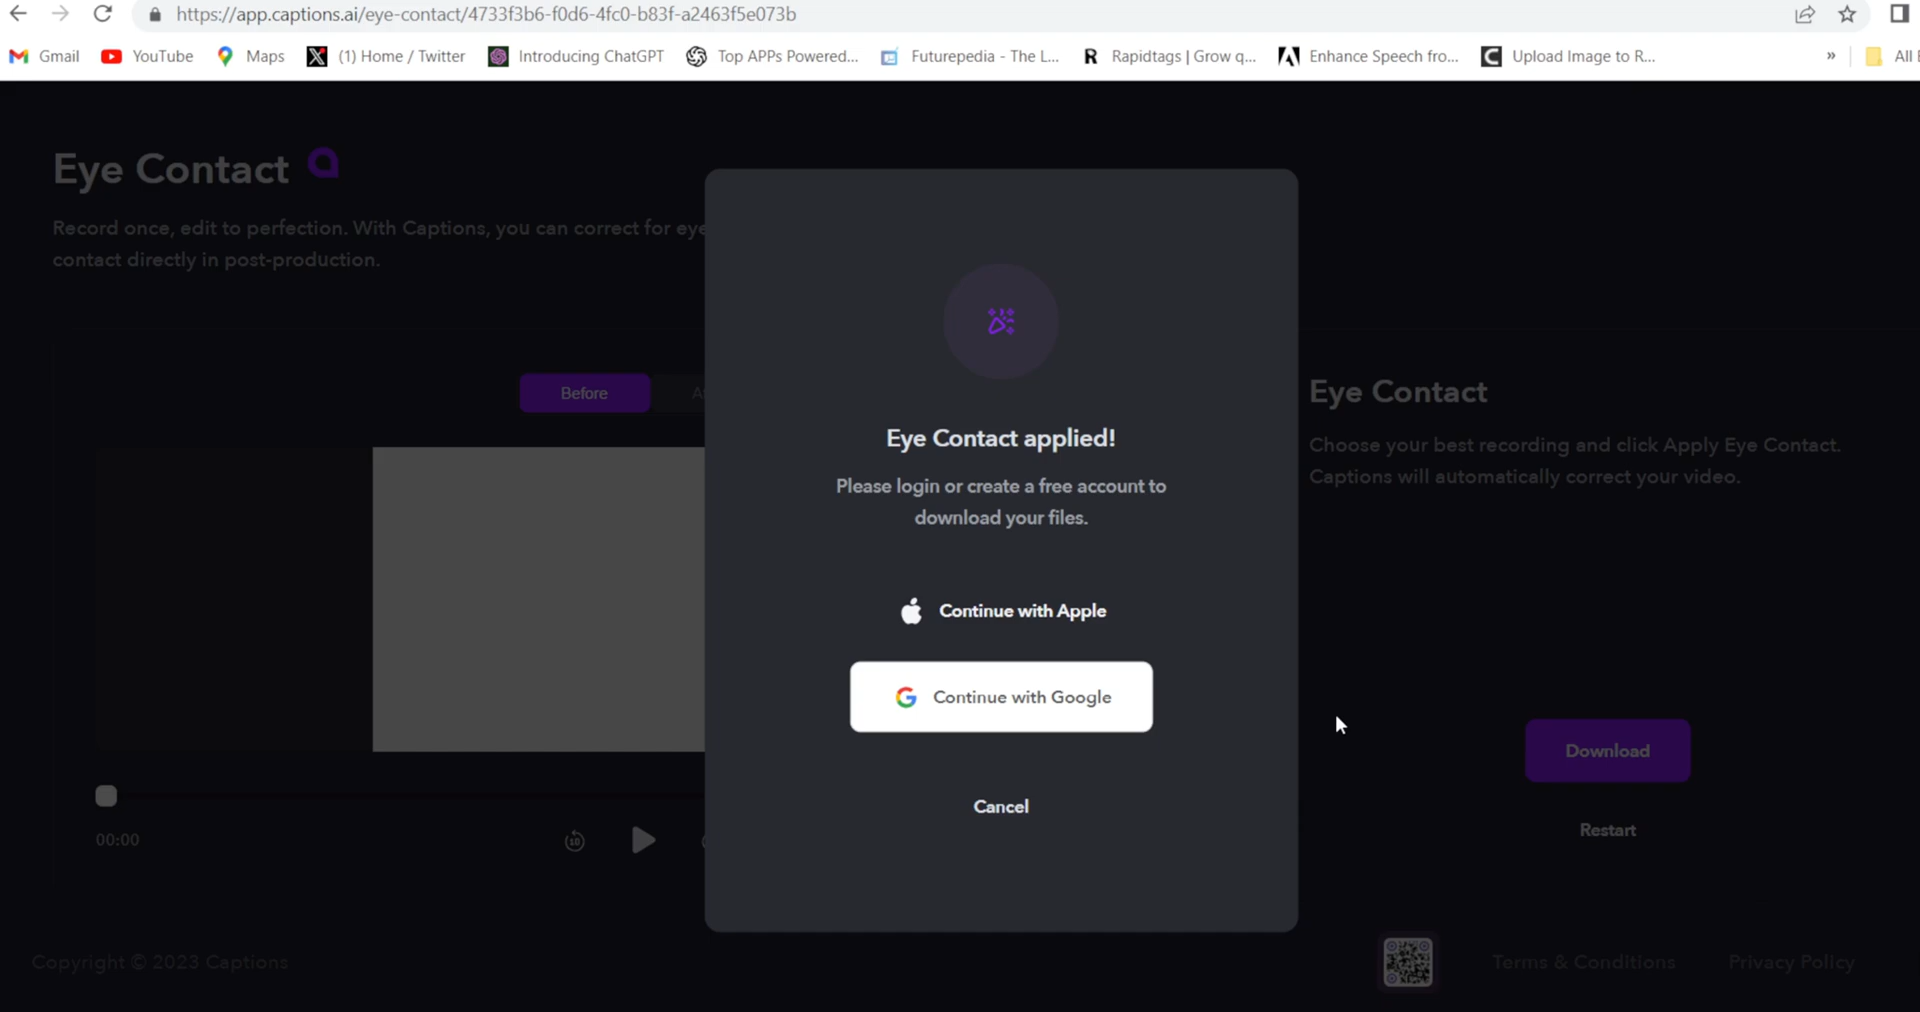 https://app.captions.ai/eye-contact/4733f3b6-f0d6-4fc0-b83f-a2463f5e073b
Gmail YouTube Maps (1) Home / Twitter Introducing ChatGPT Top APPs Powered... Futurepedia - The L... Rapidtags | Grow q... Enhance Speech fro... Upload Image to R... » All
Eye Contact
Record once, edit to perfection. With Captions, you can correct for eye
contact directly in post-production.
Before
Eye Contact applied!
Please login or create a free account to
download your files.
Continue with Apple
Continue with Google
Cancel
Eye Contact
Choose your best recording and click Apply Eye Contact.
Captions will automatically correct your video.
Download
Restart
00:00
10
Copyright © 2023 Captions
Terms & Conditions
Privacy Policy